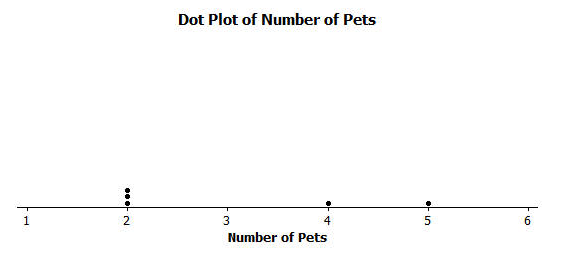 Dot Plot of Number of Pets
1 2 3 4 5 6
Number of Pets